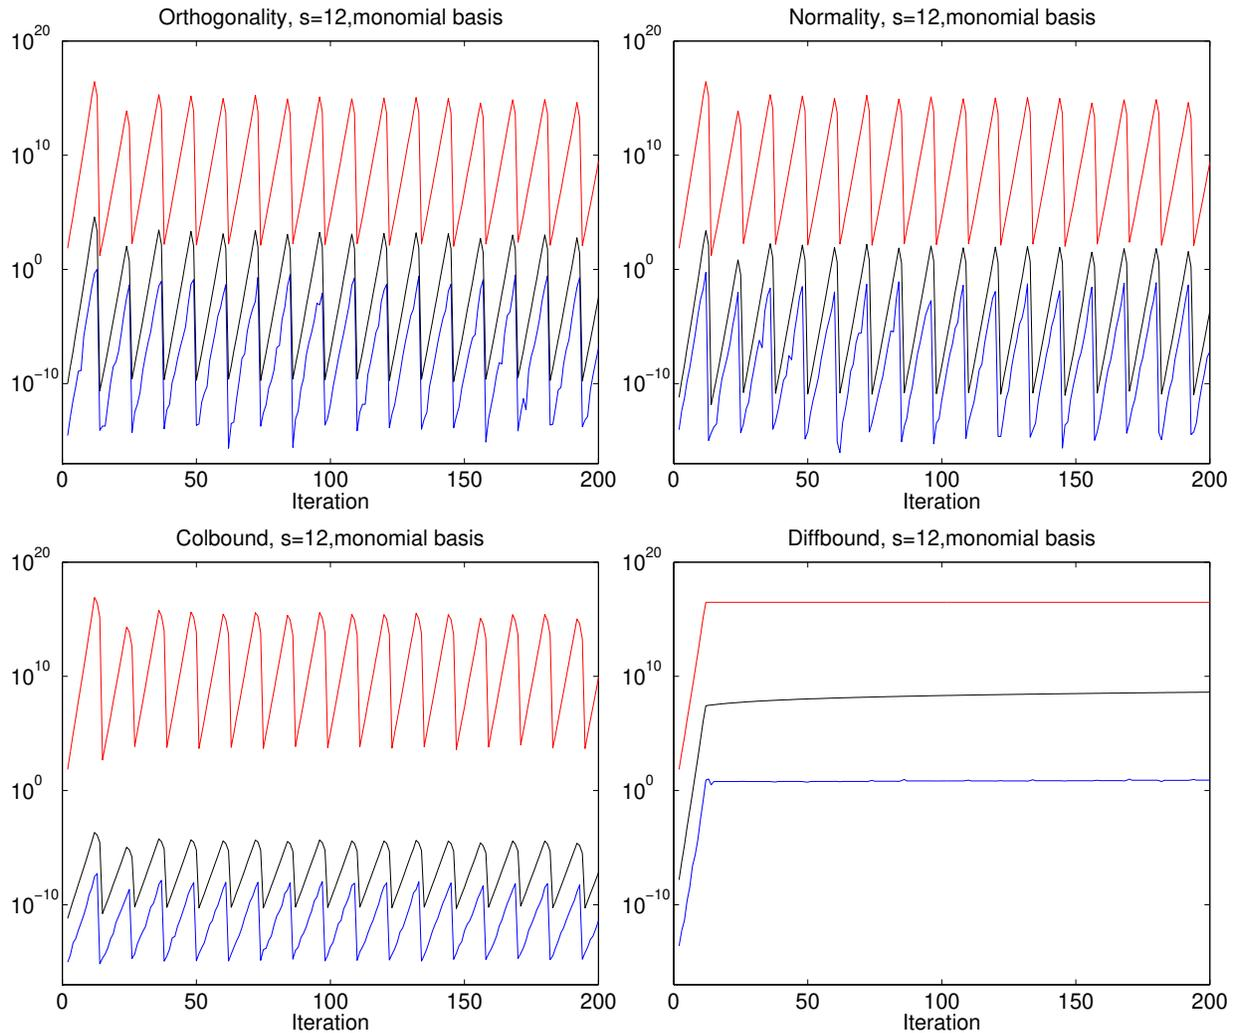 Orthogonality, s=12,monomial basis
10^20
10^10
10^0
10^−10
0 50 100 150 200
Iteration
Normality, s=12,monomial basis
10^20
10^10
10^0
10^−10
0 50 100 150 200
Iteration
Colbound, s=12,monomial basis
10^20
10^10
10^0
10^−10
0 50 100 150 200
Iteration
Diffbound, s=12,monomial basis
10^20
10^10
10^0
10^−10
0 50 100 150 200
Iteration